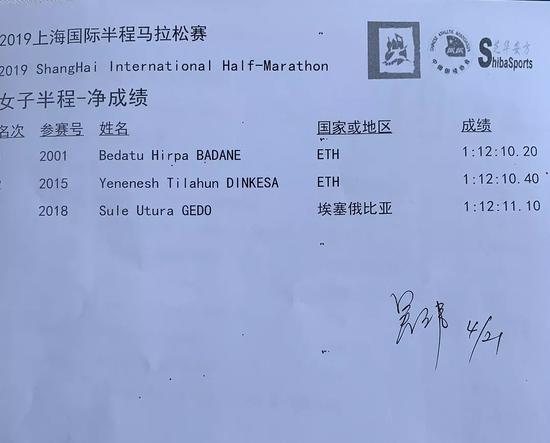 2019上海国际半程马拉松赛
2019 ShangHai International Half-Marathon
ShibaSports
女子半程-净成绩
名次 参赛号 姓名 国家或地区 成绩
2001 Bedatu Hirpa BADANE ETH 1:12:10.20
2015 Yenenesh Tilahun DINKESA ETH 1:12:10.40
2018 Sule Utura GEDO 埃塞俄比亚 1:12:11.10
4/21